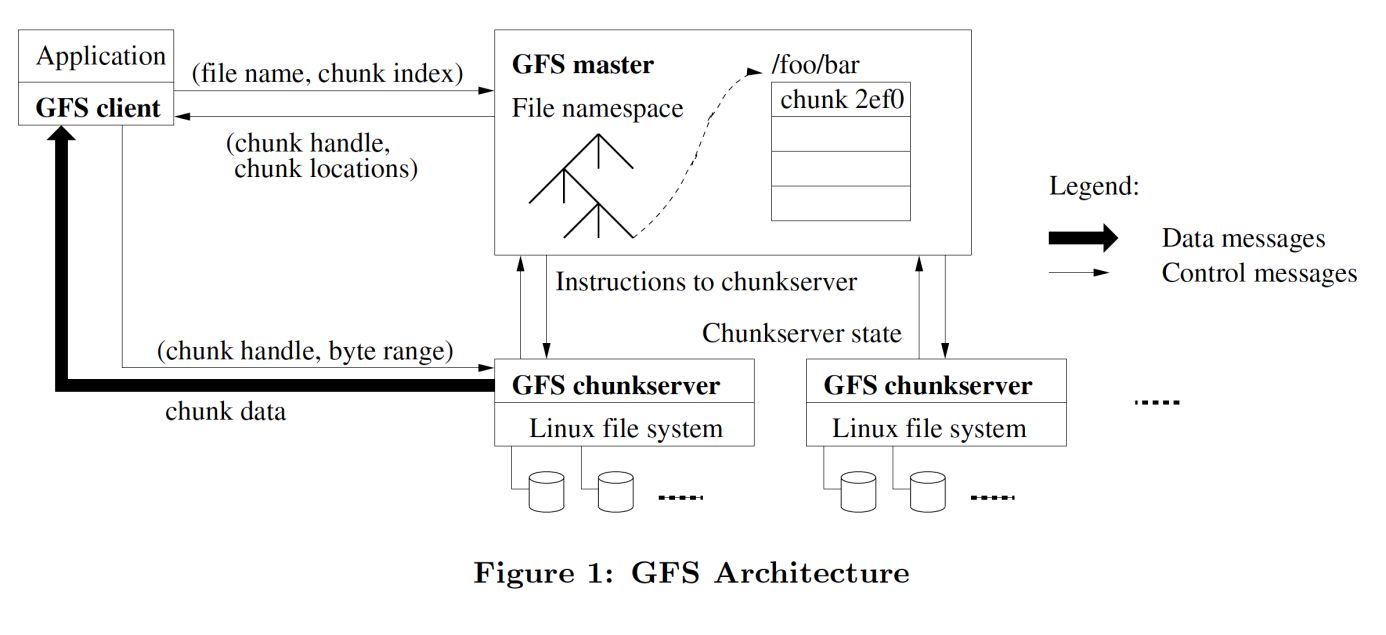 Application
GFS client
(file name, chunk index)
(chunk handle,
chunk locations)
GFS master
File namespace
/foo/bar
chunk 2ef0
Legend:
Data messages
Control messages
Instructions to chunkserver
Chunkserver state
(chunk handle, byte range)
chunk data
GFS chunkserver
Linux file system
GFS chunkserver
Linux file system
Figure 1: GFS Architecture